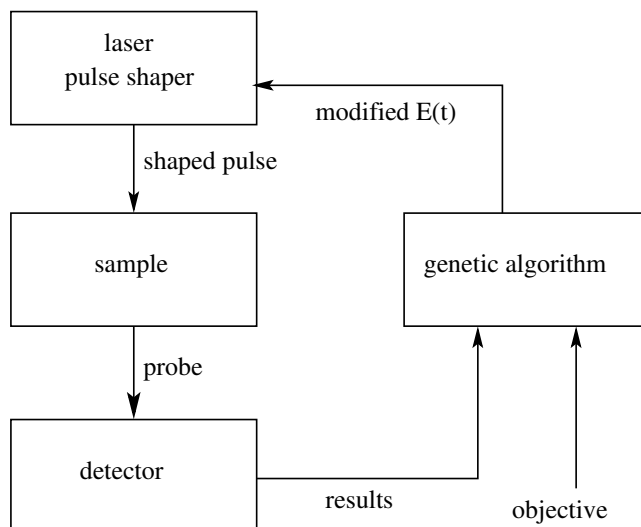 laser
pulse shaper
modified E(t)
shaped pulse
sample
genetic algorithm
probe
detector
results
objective